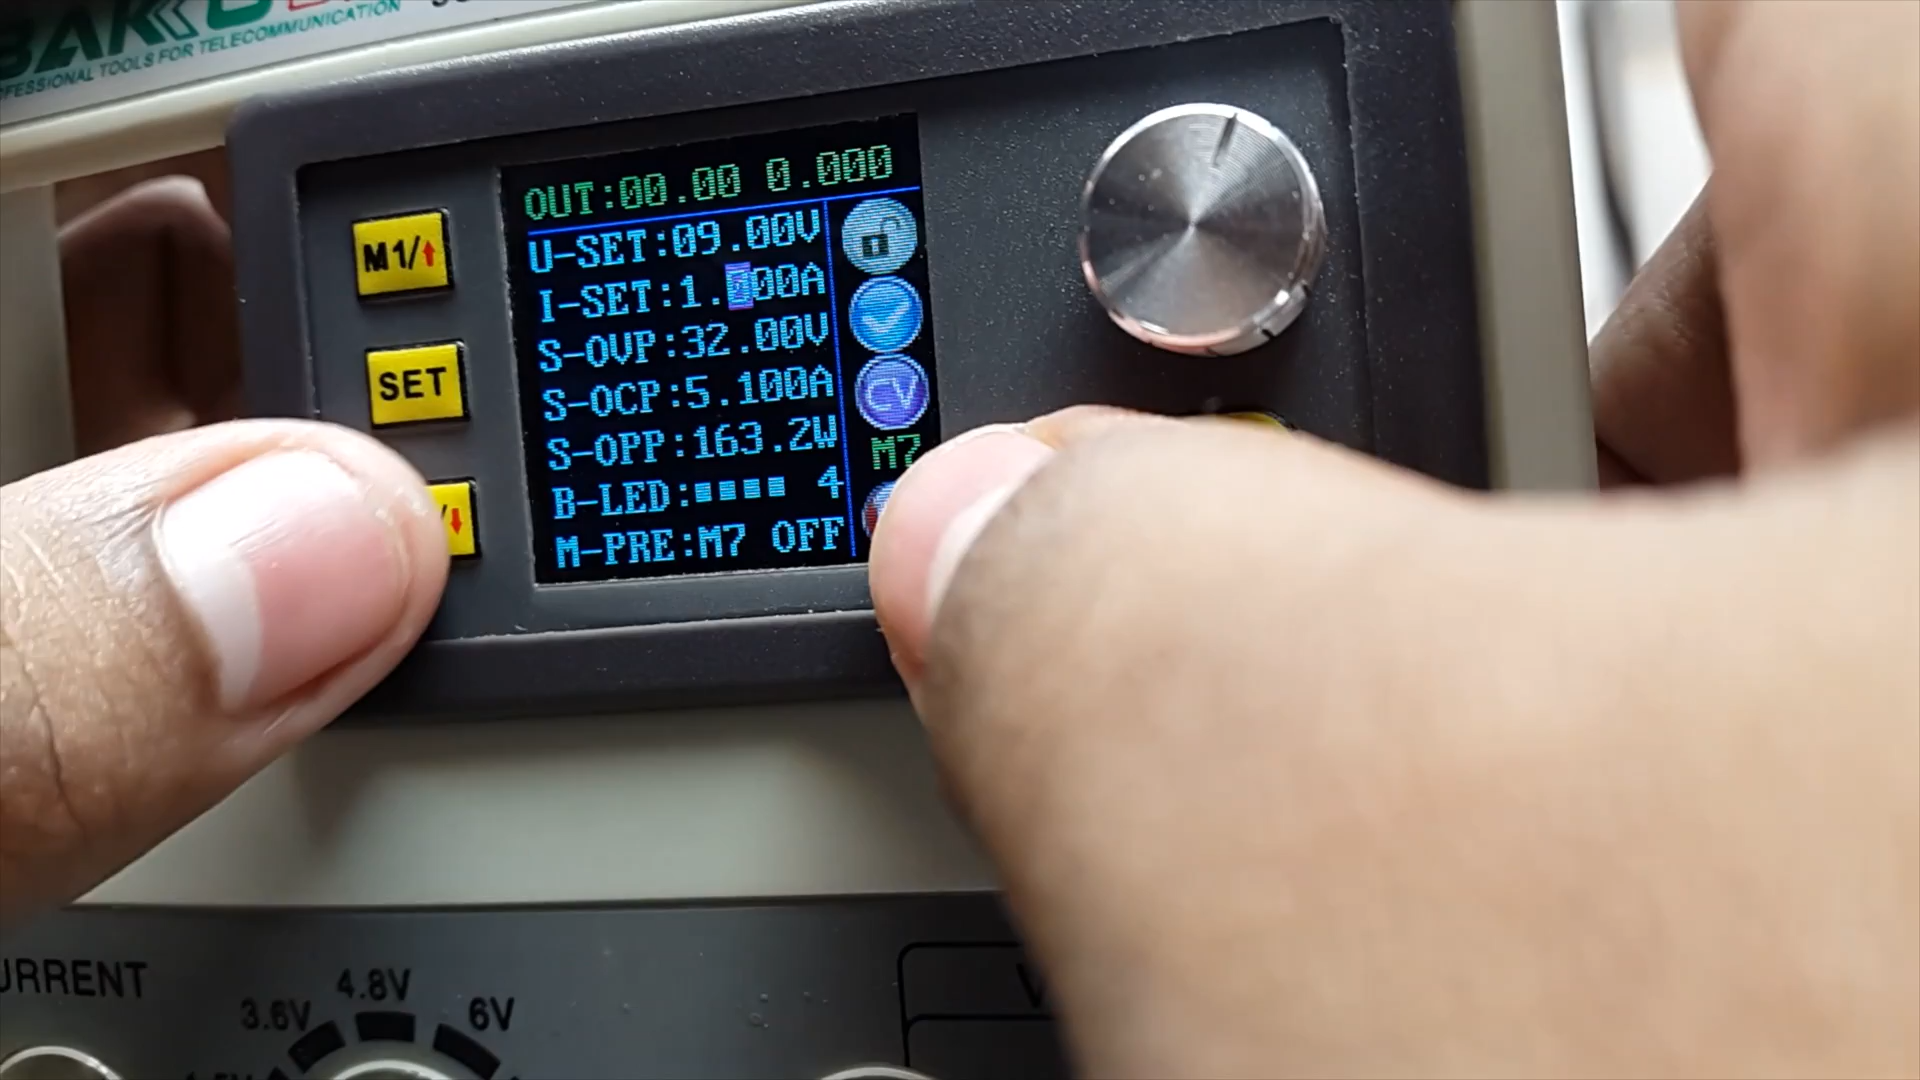 BAKU
PROFESSIONAL TOOLS FOR TELECOMMUNICATION
OUT:00.00 0.000
U-SET:09.00V
I-SET:1.000A
S-OVP:32.00V
S-OCP:5.100A
S-OPP:163.2W
B-LED: 4
M-PRE:M7 OFF
CV
M7
M1/↑
SET
/↓
URRENT
3.6V
4.8V
6V